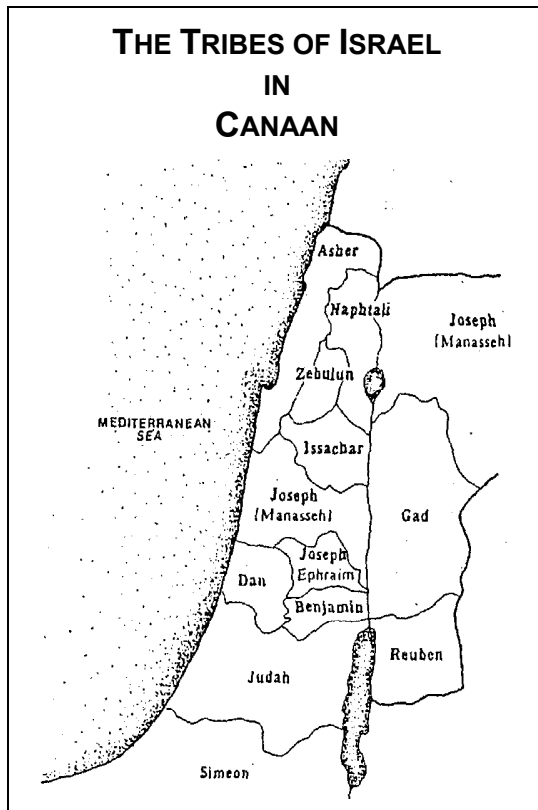 THE TRIBES OF ISRAEL
IN
CANAAN
Asher
Naphtali
Joseph
(Manasseh)
Zebulun
MEDITERRANEAN
SEA
Issachar
Joseph
(Manasseh)
Gad
Joseph
Ephraim
Dan
Benjamin
Reuben
Judah
Simeon